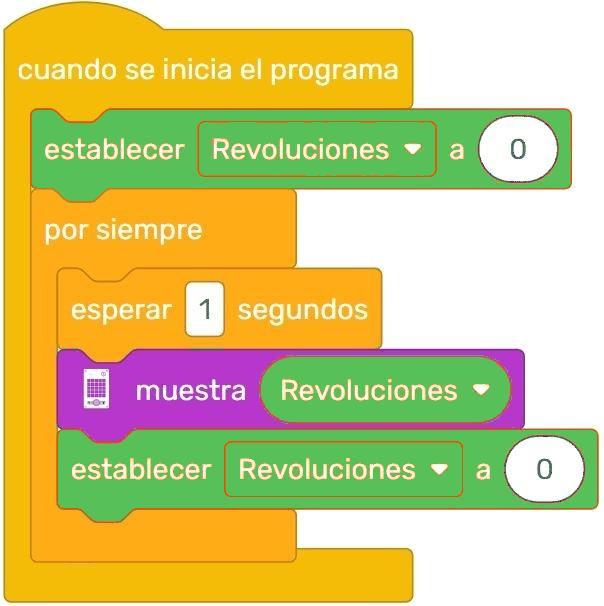 cuando se inicia el programa
establecer Revoluciones a 0
por siempre
esperar 1 segundos
muestra Revoluciones
establecer Revoluciones a 0